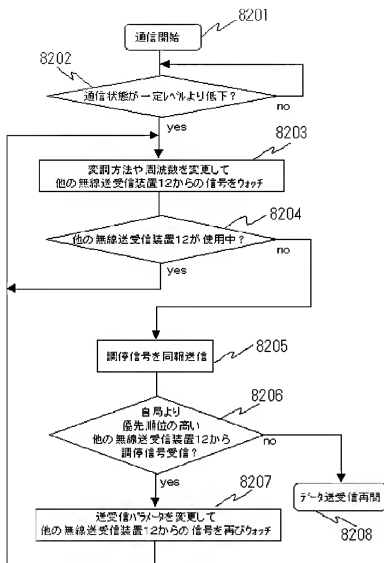 8201
通信開始
8202
通信状態が一定レベルより低下？
no
yes
8203
変調方法や周波数を変更して
他の無線送受信装置12からの信号をウォッチ
8204
他の無線送受信装置12が使用中？
no
yes
調停信号を同報送信
8205
8206
自局より
優先順位の高い
他の無線送受信装置12から
調停信号受信？
no
yes
8207
送受信パラメータを変更して
他の無線送受信装置12からの信号を再びウォッチ
データ送受信再開
8208